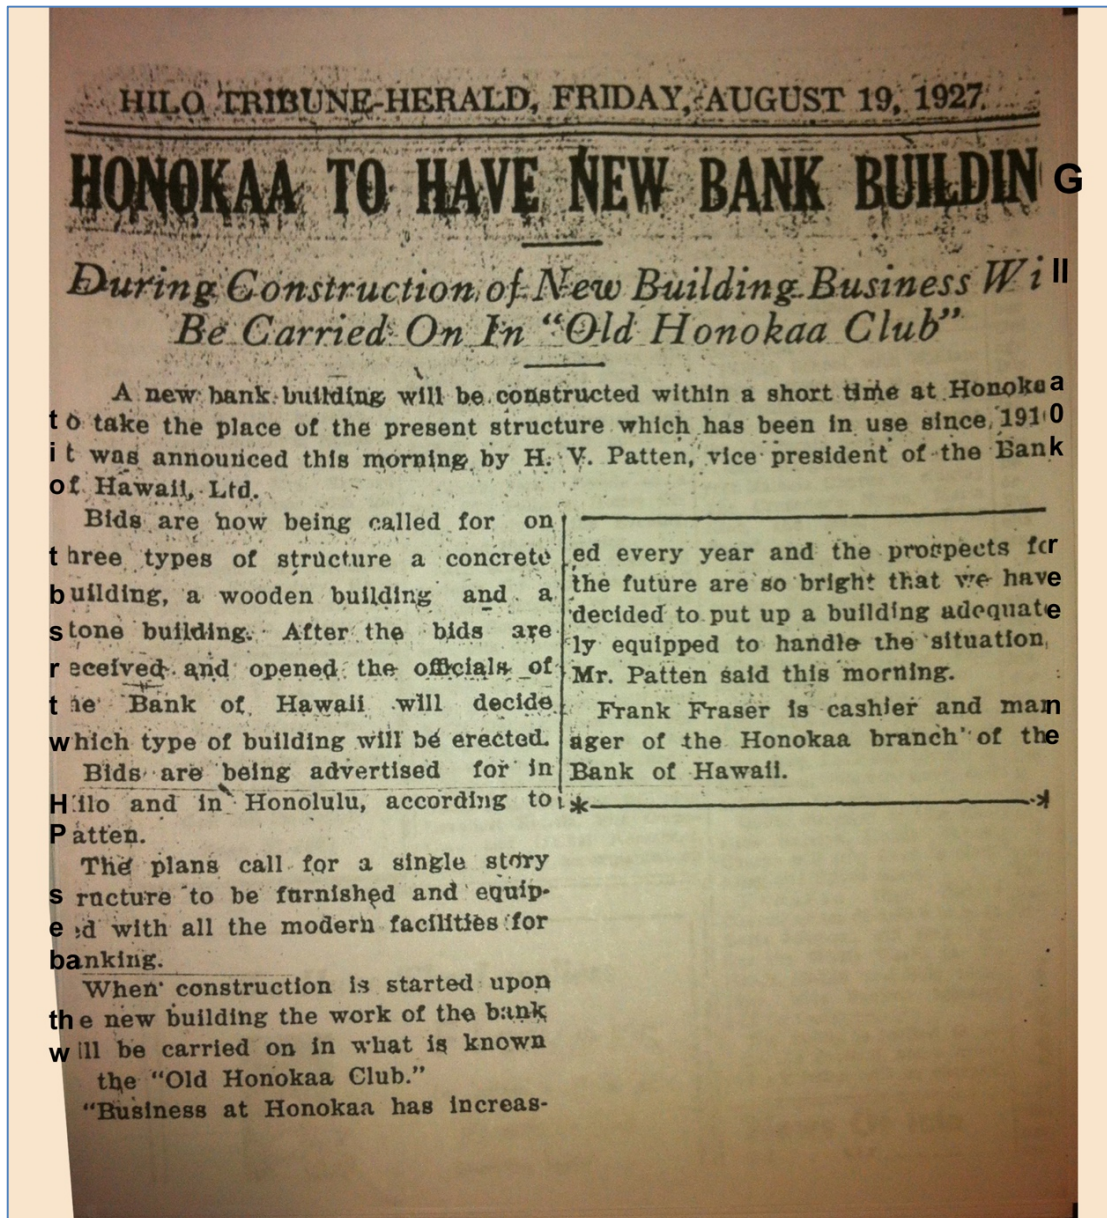 HILO TRIBUNE-HERALD, FRIDAY, AUGUST 19, 1927.
HONOKAA TO HAVE NEW BANK BUILDING
During Construction of New Building Business Will
Be Carried On In "Old Honokaa Club"
A new bank building will be constructed within a short time at Honokaa
to take the place of the present structure which has been in use since 1910
it was announced this morning by H. V. Patten, vice president of the Bank
of Hawaii, Ltd.
Bids are now being called for on
three types of structure a concrete
building, a wooden building and a
stone building. After the bids are
received and opened the officials of
the Bank of Hawaii will decide
which type of building will be erected.
Bids are being advertised for in
Hilo and in Honolulu, according to
Patten.
The plans call for a single story
sructure to be furnished and equip-
ed with all the modern facilities for
banking.
When construction is started upon
the new building the work of the bank
will be carried on in what is known
the "Old Honokaa Club."
"Business at Honokaa has increas-
ed every year and the prospects for
the future are so bright that we have
decided to put up a building adequate
ly equipped to handle the situation,
Mr. Patten said this morning.
Frank Fraser is cashier and man
ager of the Honokaa branch of the
Bank of Hawaii.